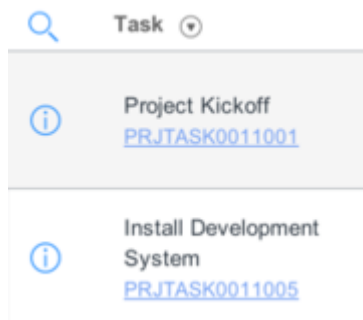 Task
Project Kickoff
PRJTASK0011001
Install Development
System
PRJTASK0011005